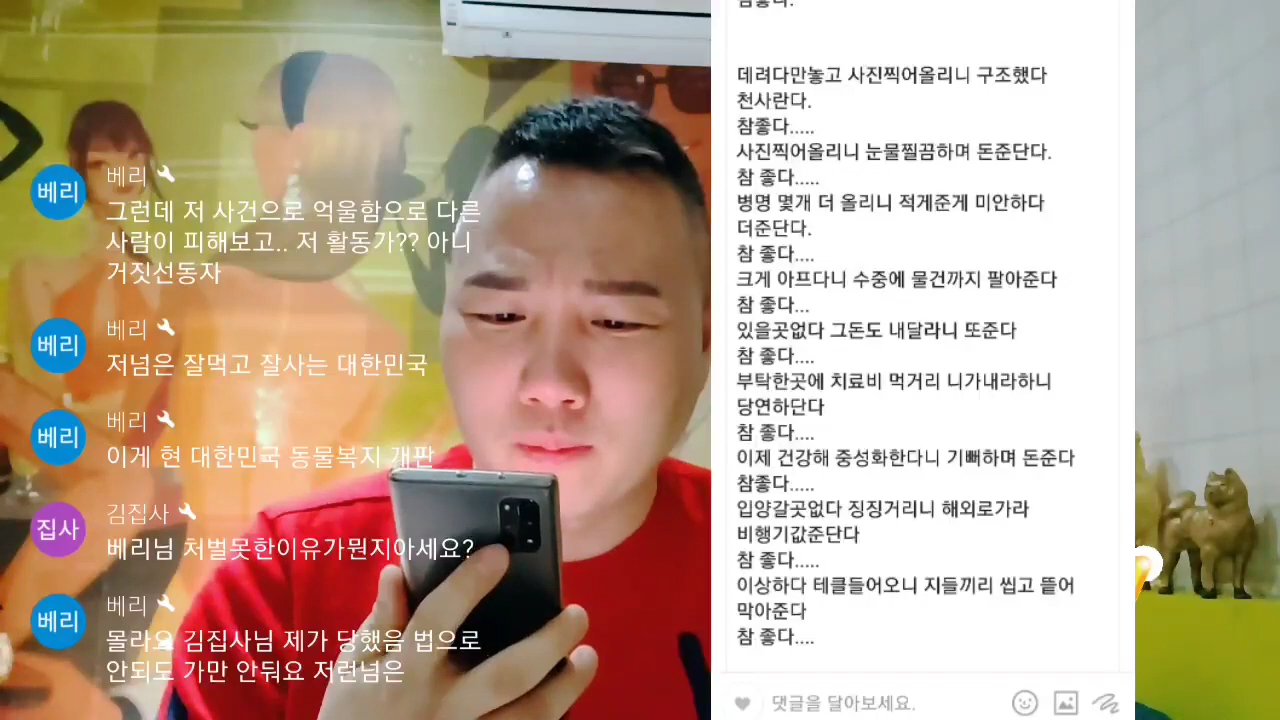 베리
베리
그런데 저 사건으로 억울함으로 다른
사람이 피해보고.. 저 활동가?? 아니
거짓선동자
베리
베리
저넘은 잘먹고 잘사는 대한민국
베리
베리
이게 현 대한민국 동물복지 개판
집사
김집사
베리님 처벌못한이유가뭔지아세요?
베리
베리
몰라요 김집사님 제가 당했음 법으로
안되도 가만 안둬요 저런넘은
참좋다.
데려다만놓고 사진찍어올리니 구조했다
천사란다.
참좋다.....
사진찍어올리니 눈물찔끔하며 돈준단다.
참 좋다.....
병명 몇개 더 올리니 적게준게 미안하다
더준단다.
참 좋다....
크게 아프다니 수중에 물건까지 팔아준다
참 좋다...
있을곳없다 그돈도 내달라니 또준다
참 좋다....
부탁한곳에 치료비 먹거리 니가내라하니
당연하단다
참 좋다....
이제 건강해 중성화한다니 기뻐하며 돈준다
참좋다.....
입양갈곳없다 징징거리니 해외로가라
비행기값준단다
참 좋다.....
이상하다 테클들어오니 지들끼리 씹고 뜯어
막아준다
참 좋다....
댓글을 달아보세요.